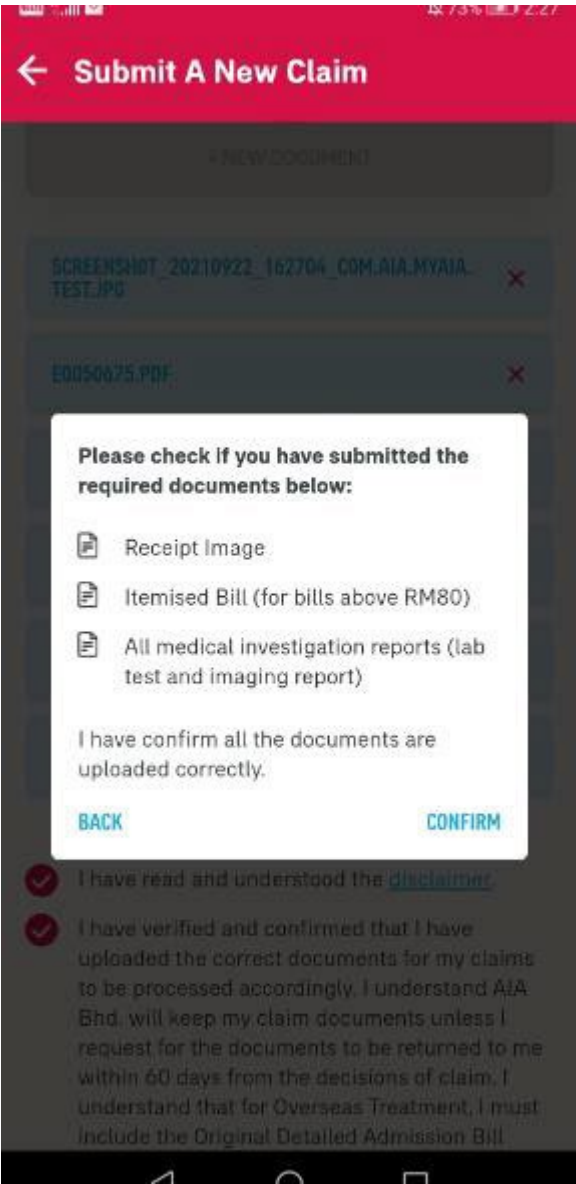 73% 2:27
Submit A New Claim
+ NEW DOCUMENT
SCREENSHOT_20210922_162704_COM.AIA.MYAIA.
TEST.JPG
E0050675.PDF
Please check if you have submitted the
required documents below:
Receipt Image
Itemised Bill (for bills above RM80)
All medical investigation reports (lab
test and imaging report)
I have confirm all the documents are
uploaded correctly.
BACK
CONFIRM
I have read and understood the disclaimer.
I have verified and confirmed that I have
uploaded the correct documents for my claims
to be processed accordingly. I understand AIA
Bhd. will keep my claim documents unless I
request for the documents to be returned to me
within 60 days from the decisions of claim. I
understand that for Overseas Treatment, I must
include the Original Detailed Admission Bill